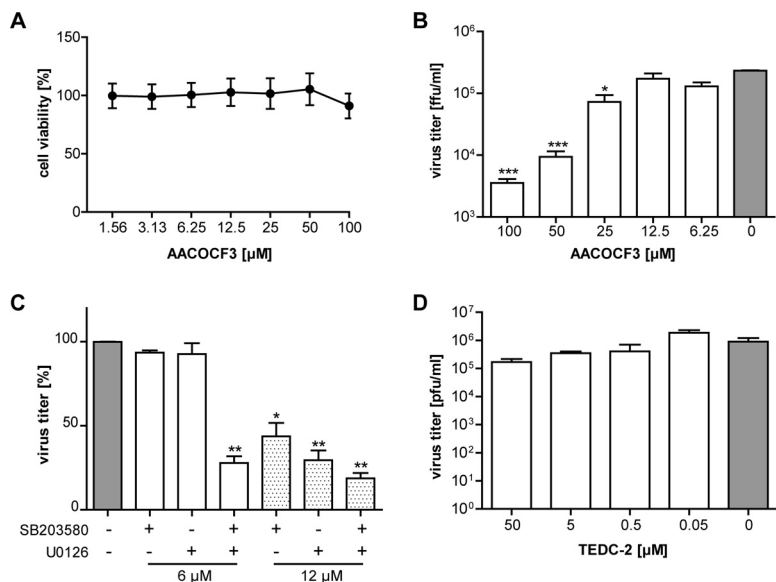 A
150
100
50
0
cell viability [%]
1.56 3.13 6.25 12.5 25 50 100
AACOCF3 [µM]
B
10⁶
10⁵
10⁴
10³
virus titer [ffu/ml]
*** *** *
100 50 25 12.5 6.25 0
AACOCF3 [µM]
C
100
50
0
virus titer [%]
** * ** **
SB203580 - + - + + - +
U0126 - - + + - + +
6 µM 12 µM
D
10⁷
10⁶
10⁵
10⁴
10³
10²
10¹
10⁰
virus titer [pfu/ml]
50 5 0.5 0.05 0
TEDC-2 [µM]